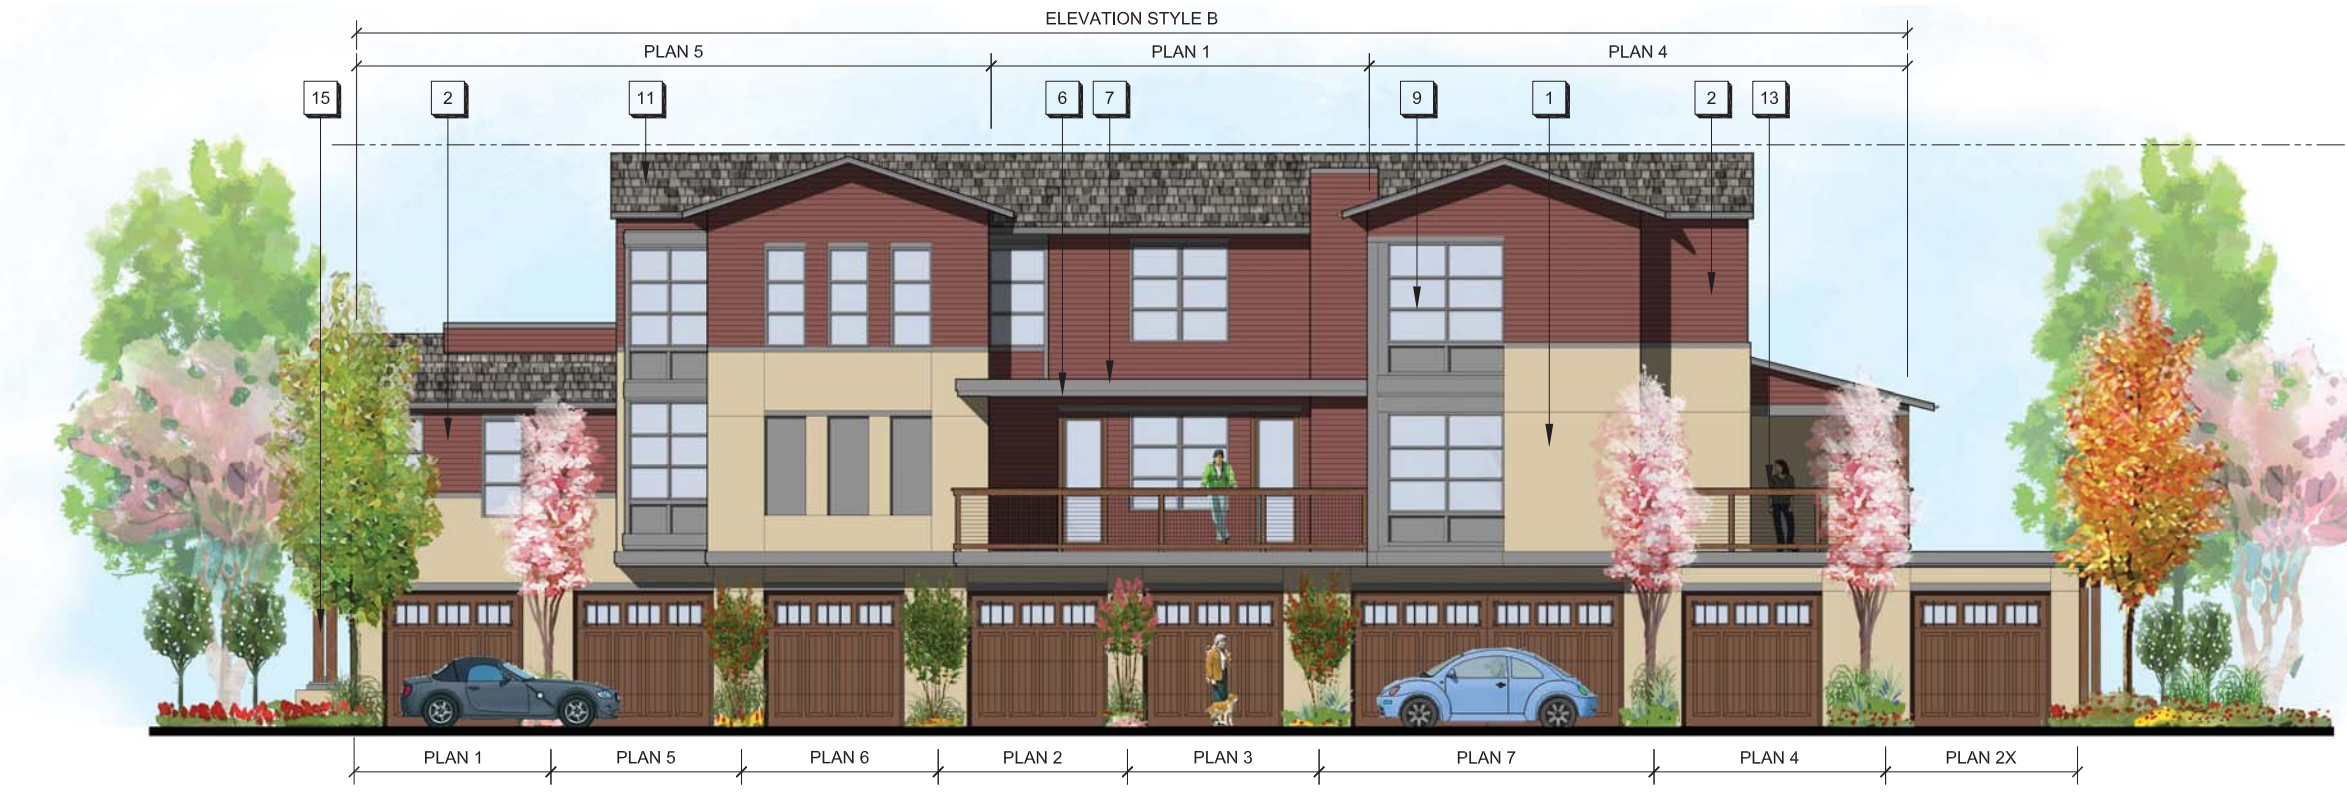 ELEVATION STYLE B
PLAN 5 PLAN 1 PLAN 4
15 2 11 6 7 9 1 2 13
PLAN 1 PLAN 5 PLAN 6 PLAN 2 PLAN 3 PLAN 7 PLAN 4 PLAN 2X